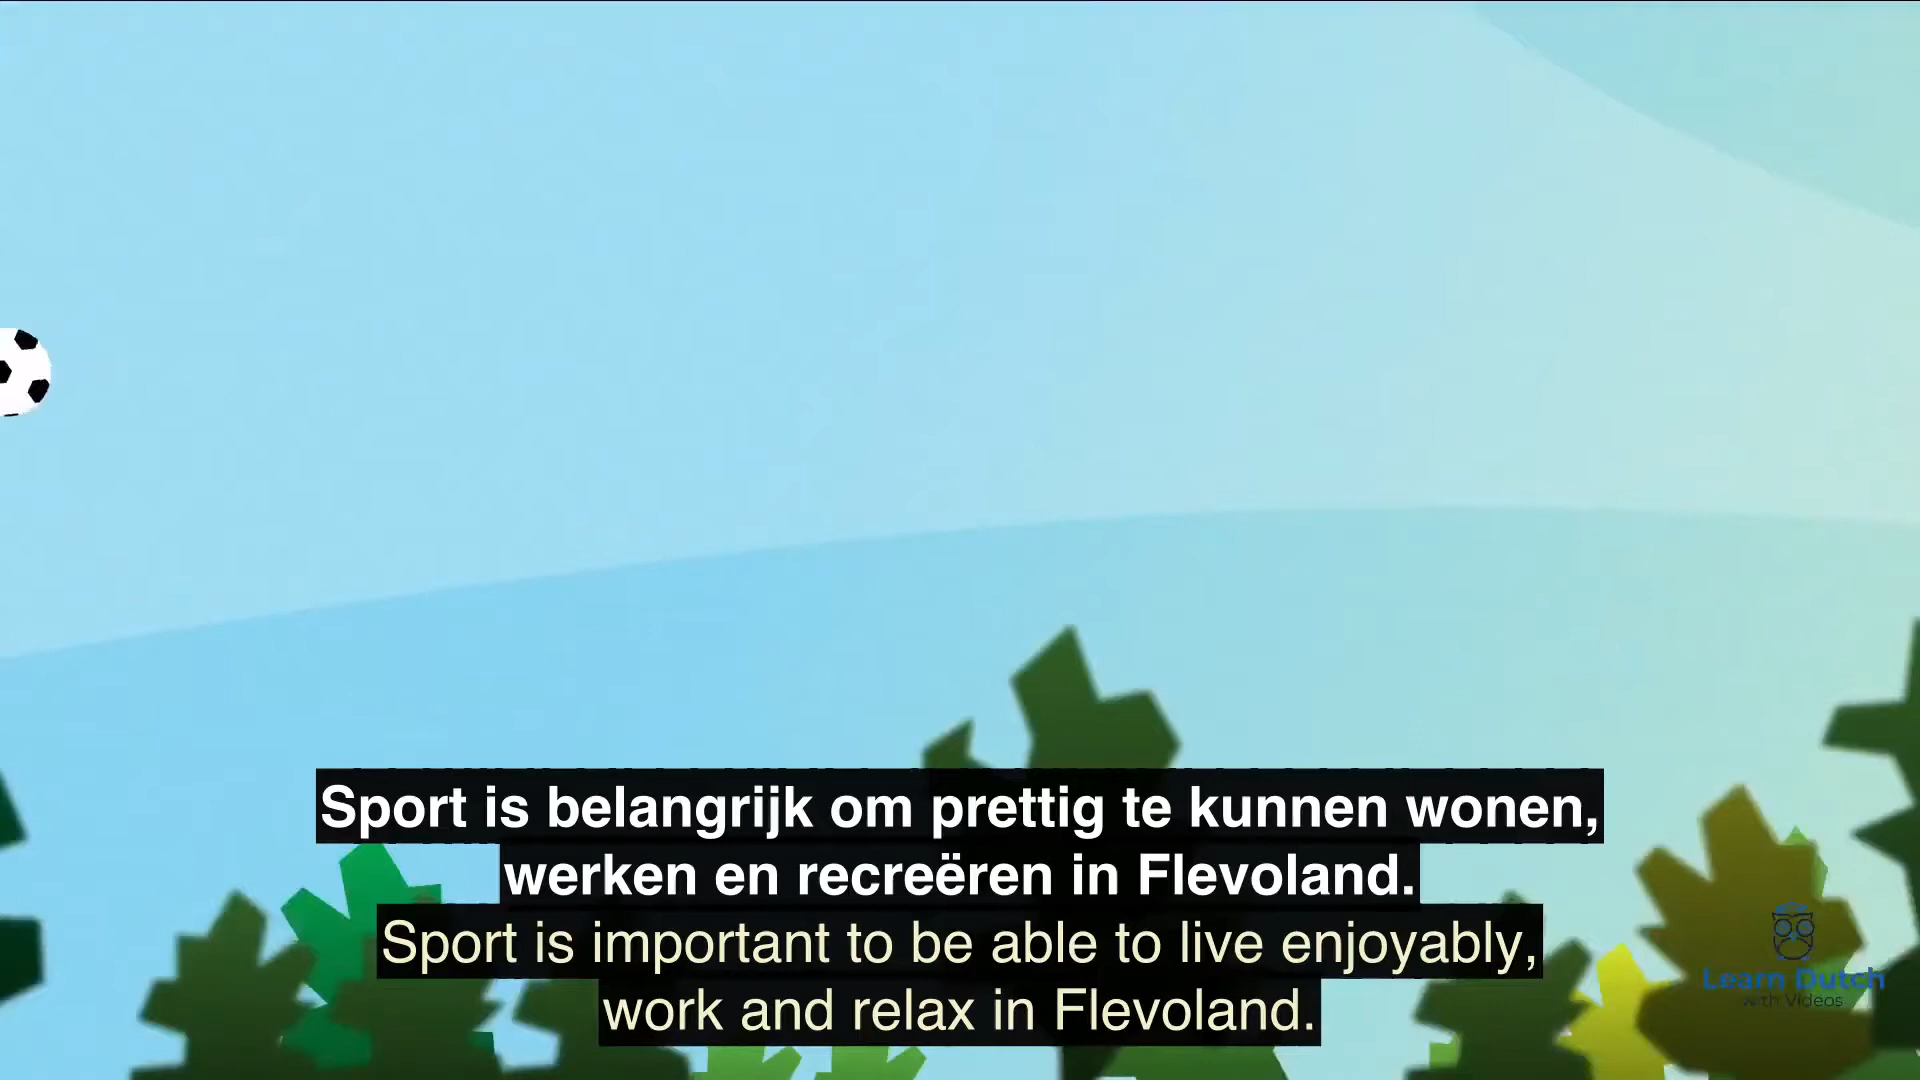 Sport is belangrijk om prettig te kunnen wonen,
werken en recreëren in Flevoland.
Sport is important to be able to live enjoyably,
work and relax in Flevoland.
Learn Dutch
with Videos